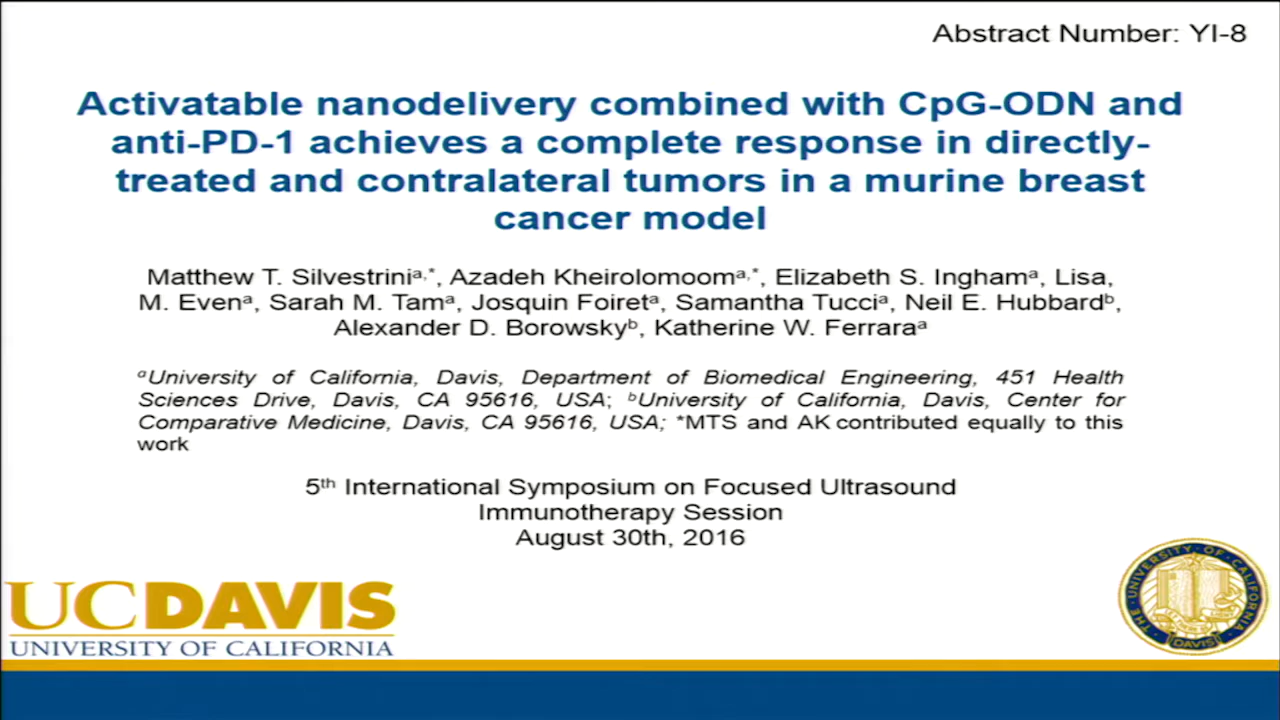 Abstract Number: YI-8
Activatable nanodelivery combined with CpG-ODN and
anti-PD-1 achieves a complete response in directly-
treated and contralateral tumors in a murine breast
cancer model
Matthew T. Silvestriniᵃ,*, Azadeh Kheirolomoomᵃ,*, Elizabeth S. Inghamᵃ, Lisa,
M. Evenᵃ, Sarah M. Tamᵃ, Josquin Foiretᵃ, Samantha Tucciᵃ, Neil E. Hubbardᵇ,
Alexander D. Borowskyᵇ, Katherine W. Ferraraᵃ
ᵃUniversity of California, Davis, Department of Biomedical Engineering, 451 Health
Sciences Drive, Davis, CA 95616, USA; ᵇUniversity of California, Davis, Center for
Comparative Medicine, Davis, CA 95616, USA; *MTS and AK contributed equally to this
work
5th International Symposium on Focused Ultrasound
Immunotherapy Session
August 30th, 2016
UCDAVIS
UNIVERSITY OF CALIFORNIA
THE UNIVERSITY OF CALIFORNIA
DAVIS